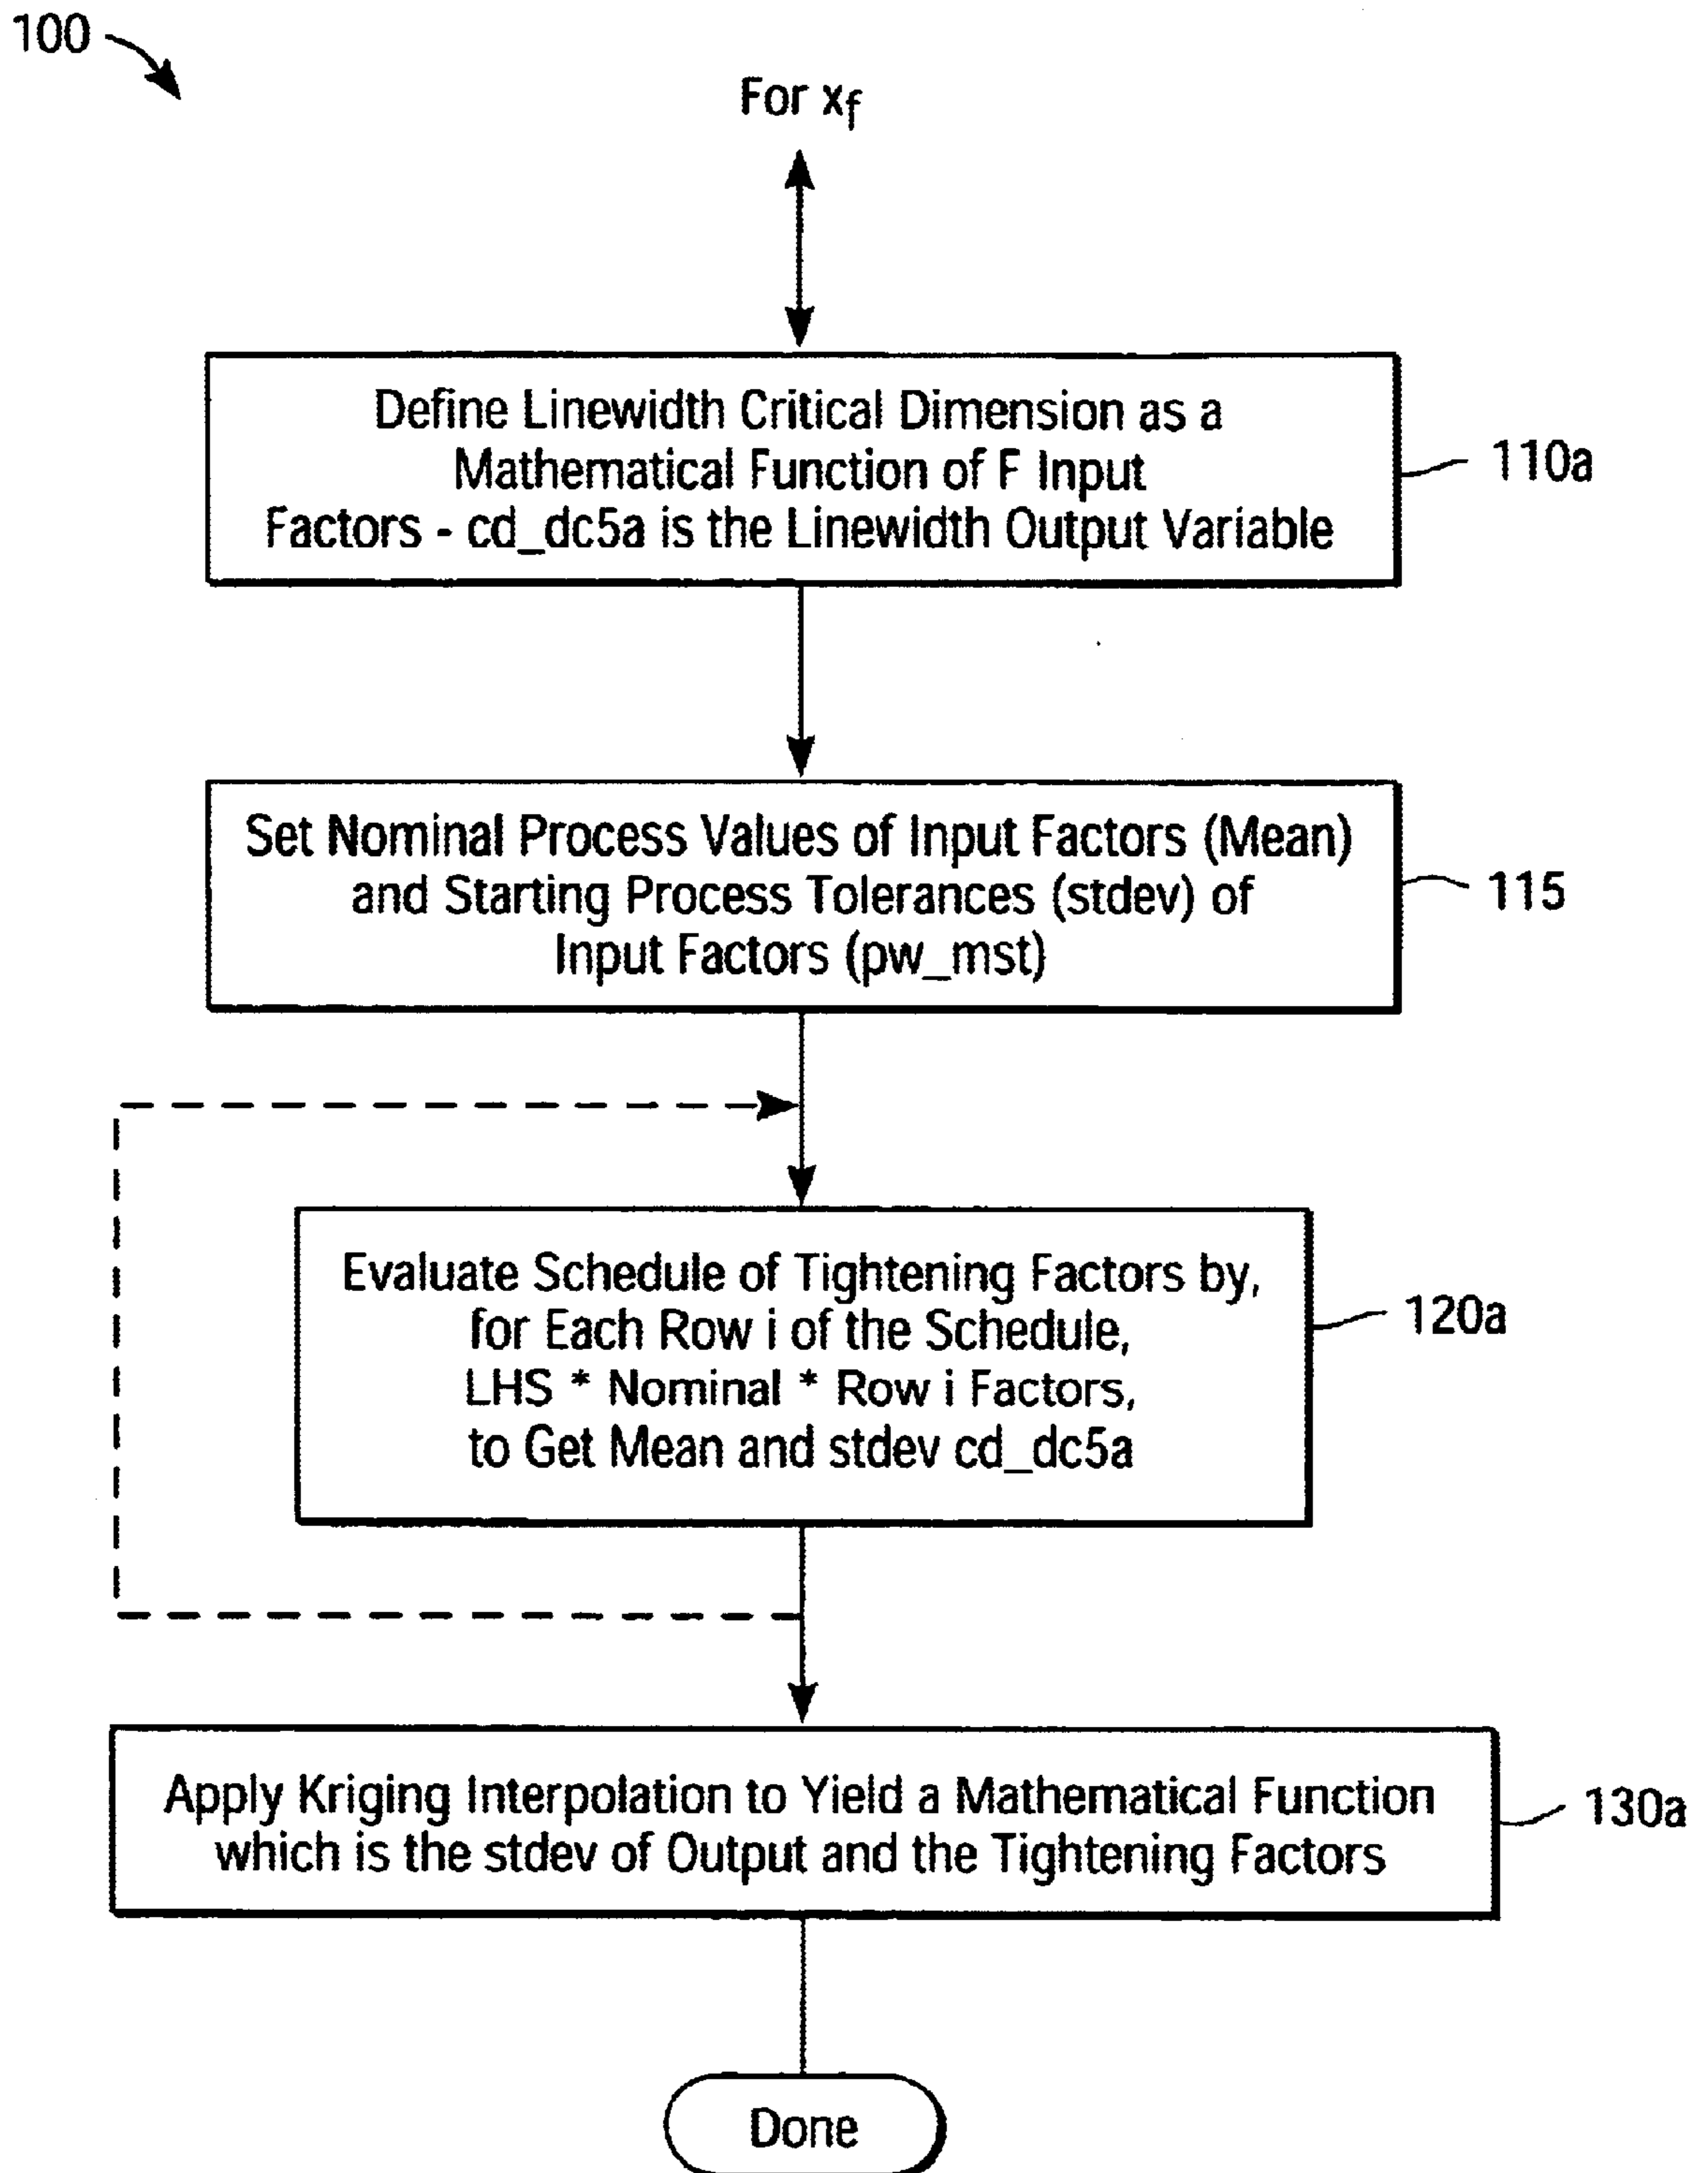 100
For xf
Define Linewidth Critical Dimension as a
Mathematical Function of F Input
Factors - cd_dc5a is the Linewidth Output Variable
110a
Set Nominal Process Values of Input Factors (Mean)
and Starting Process Tolerances (stdev) of
Input Factors (pw_mst)
115
Evaluate Schedule of Tightening Factors by,
for Each Row i of the Schedule,
LHS * Nominal * Row i Factors,
to Get Mean and stdev cd_dc5a
120a
Apply Kriging Interpolation to Yield a Mathematical Function
which is the stdev of Output and the Tightening Factors
130a
Done